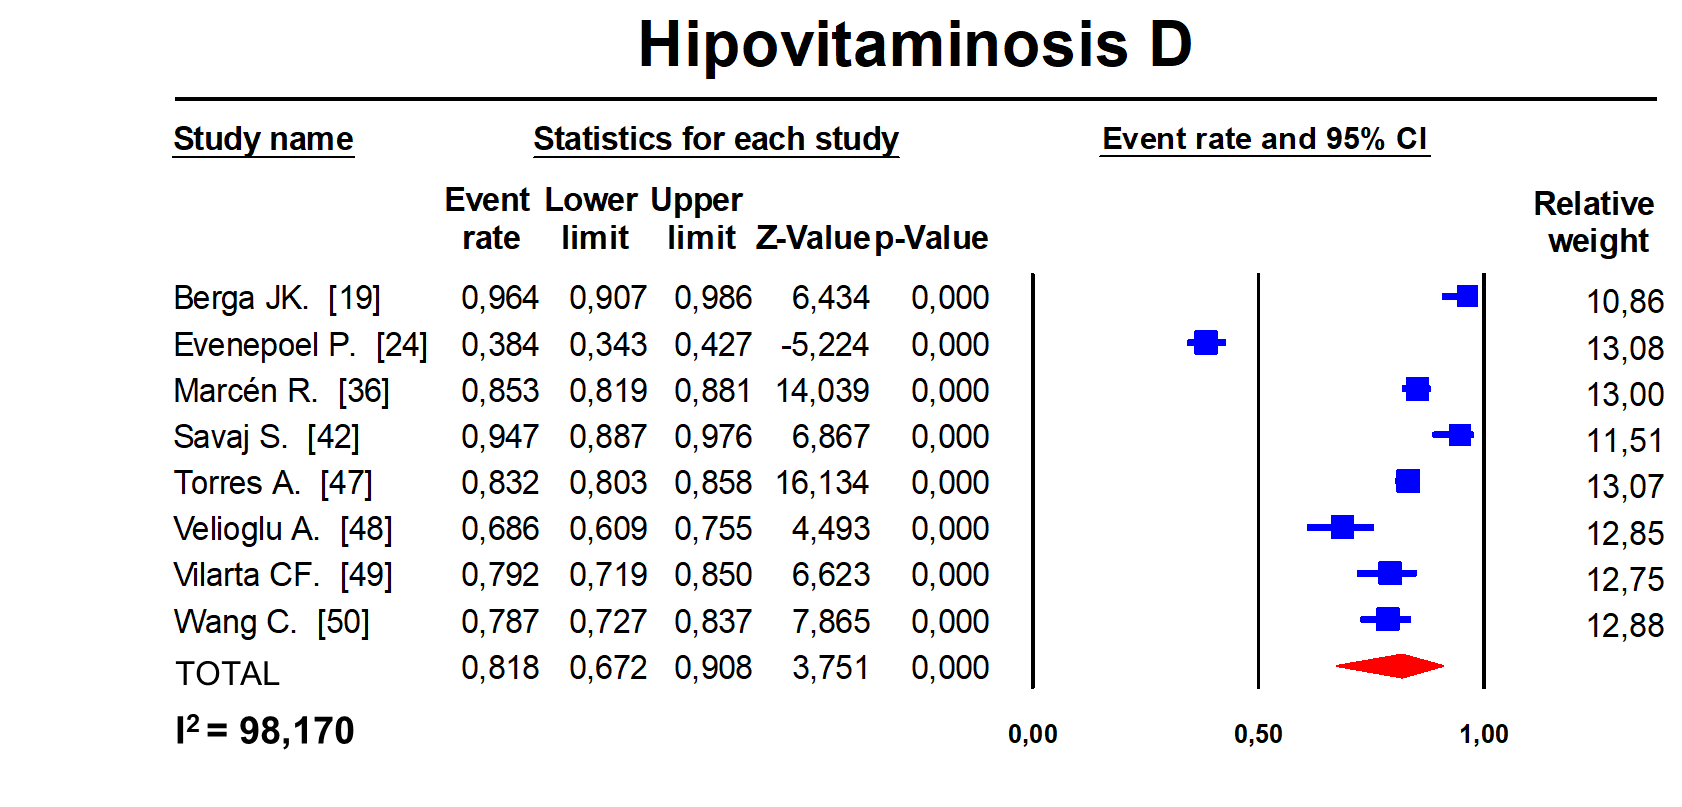 Hipovitaminosis D
Study name Statistics for each study Event rate and 95% CI
Event Lower Upper Relative
rate limit limit Z-Value p-Value weight
Berga JK. [19] 0,964 0,907 0,986 6,434 0,000 10,86
Evenepoel P. [24] 0,384 0,343 0,427 -5,224 0,000 13,08
Marcén R. [36] 0,853 0,819 0,881 14,039 0,000 13,00
Savaj S. [42] 0,947 0,887 0,976 6,867 0,000 11,51
Torres A. [47] 0,832 0,803 0,858 16,134 0,000 13,07
Velioglu A. [48] 0,686 0,609 0,755 4,493 0,000 12,85
Vilarta CF. [49] 0,792 0,719 0,850 6,623 0,000 12,75
Wang C. [50] 0,787 0,727 0,837 7,865 0,000 12,88
TOTAL 0,818 0,672 0,908 3,751 0,000
I² = 98,170
0,00 0,50 1,00